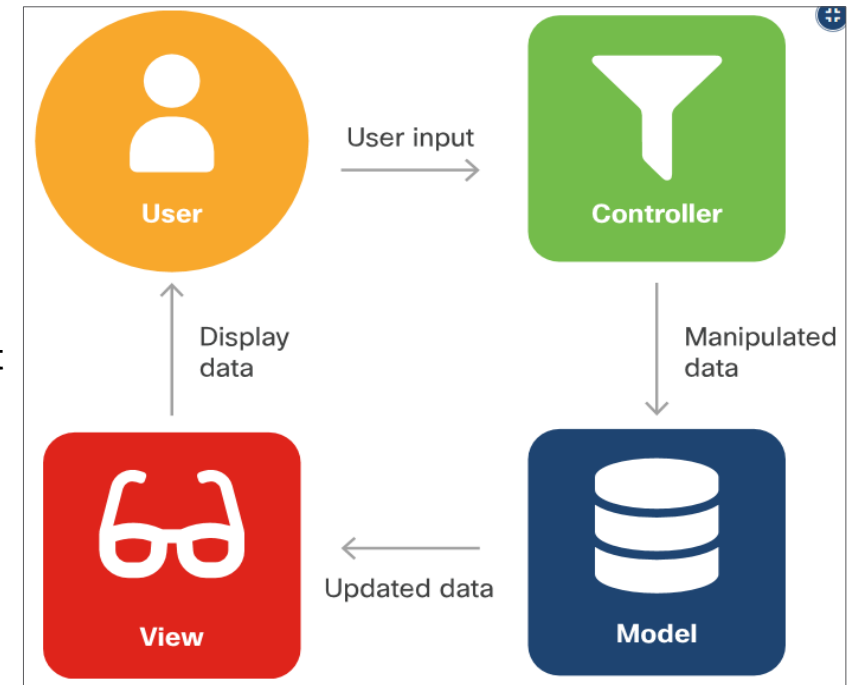 User input
User
Controller
Display
data
Manipulated
data
Updated data
View
Model